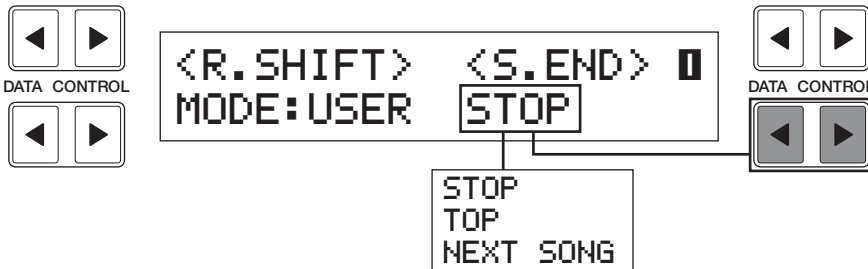 <R.SHIFT> <S.END>
MODE:USER STOP
DATA CONTROL
DATA CONTROL
STOP
TOP
NEXT SONG